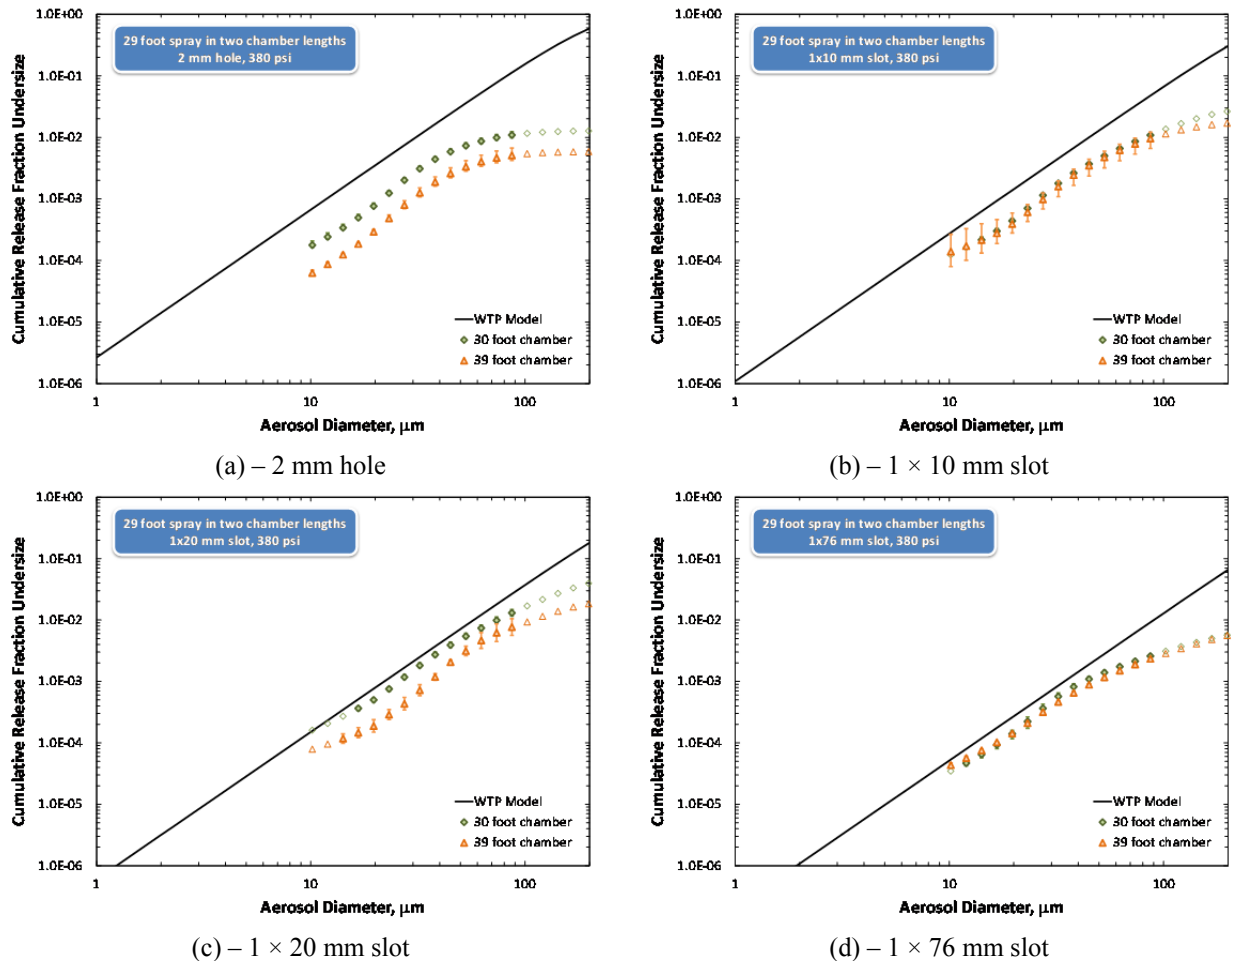 Cumulative Release Fraction Undersize
1.0E+00
1.0E-01
1.0E-02
1.0E-03
1.0E-04
1.0E-05
1.0E-06
29 foot spray in two chamber lengths
2 mm hole, 380 psi
WTP Model
30 foot chamber
39 foot chamber
1 10 100
Aerosol Diameter, μm
(a) – 2 mm hole
Cumulative Release Fraction Undersize
1.0E+00
1.0E-01
1.0E-02
1.0E-03
1.0E-04
1.0E-05
1.0E-06
29 foot spray in two chamber lengths
1x10 mm slot, 380 psi
WTP Model
30 foot chamber
39 foot chamber
1 10 100
Aerosol Diameter, μm
(b) – 1 × 10 mm slot
Cumulative Release Fraction Undersize
1.0E+00
1.0E-01
1.0E-02
1.0E-03
1.0E-04
1.0E-05
1.0E-06
29 foot spray in two chamber lengths
1x20 mm slot, 380 psi
WTP Model
30 foot chamber
39 foot chamber
1 10 100
Aerosol Diameter, μm
(c) – 1 × 20 mm slot
Cumulative Release Fraction Undersize
1.0E+00
1.0E-01
1.0E-02
1.0E-03
1.0E-04
1.0E-05
1.0E-06
29 foot spray in two chamber lengths
1x76 mm slot, 380 psi
WTP Model
30 foot chamber
39 foot chamber
1 10 100
Aerosol Diameter, μm
(d) – 1 × 76 mm slot